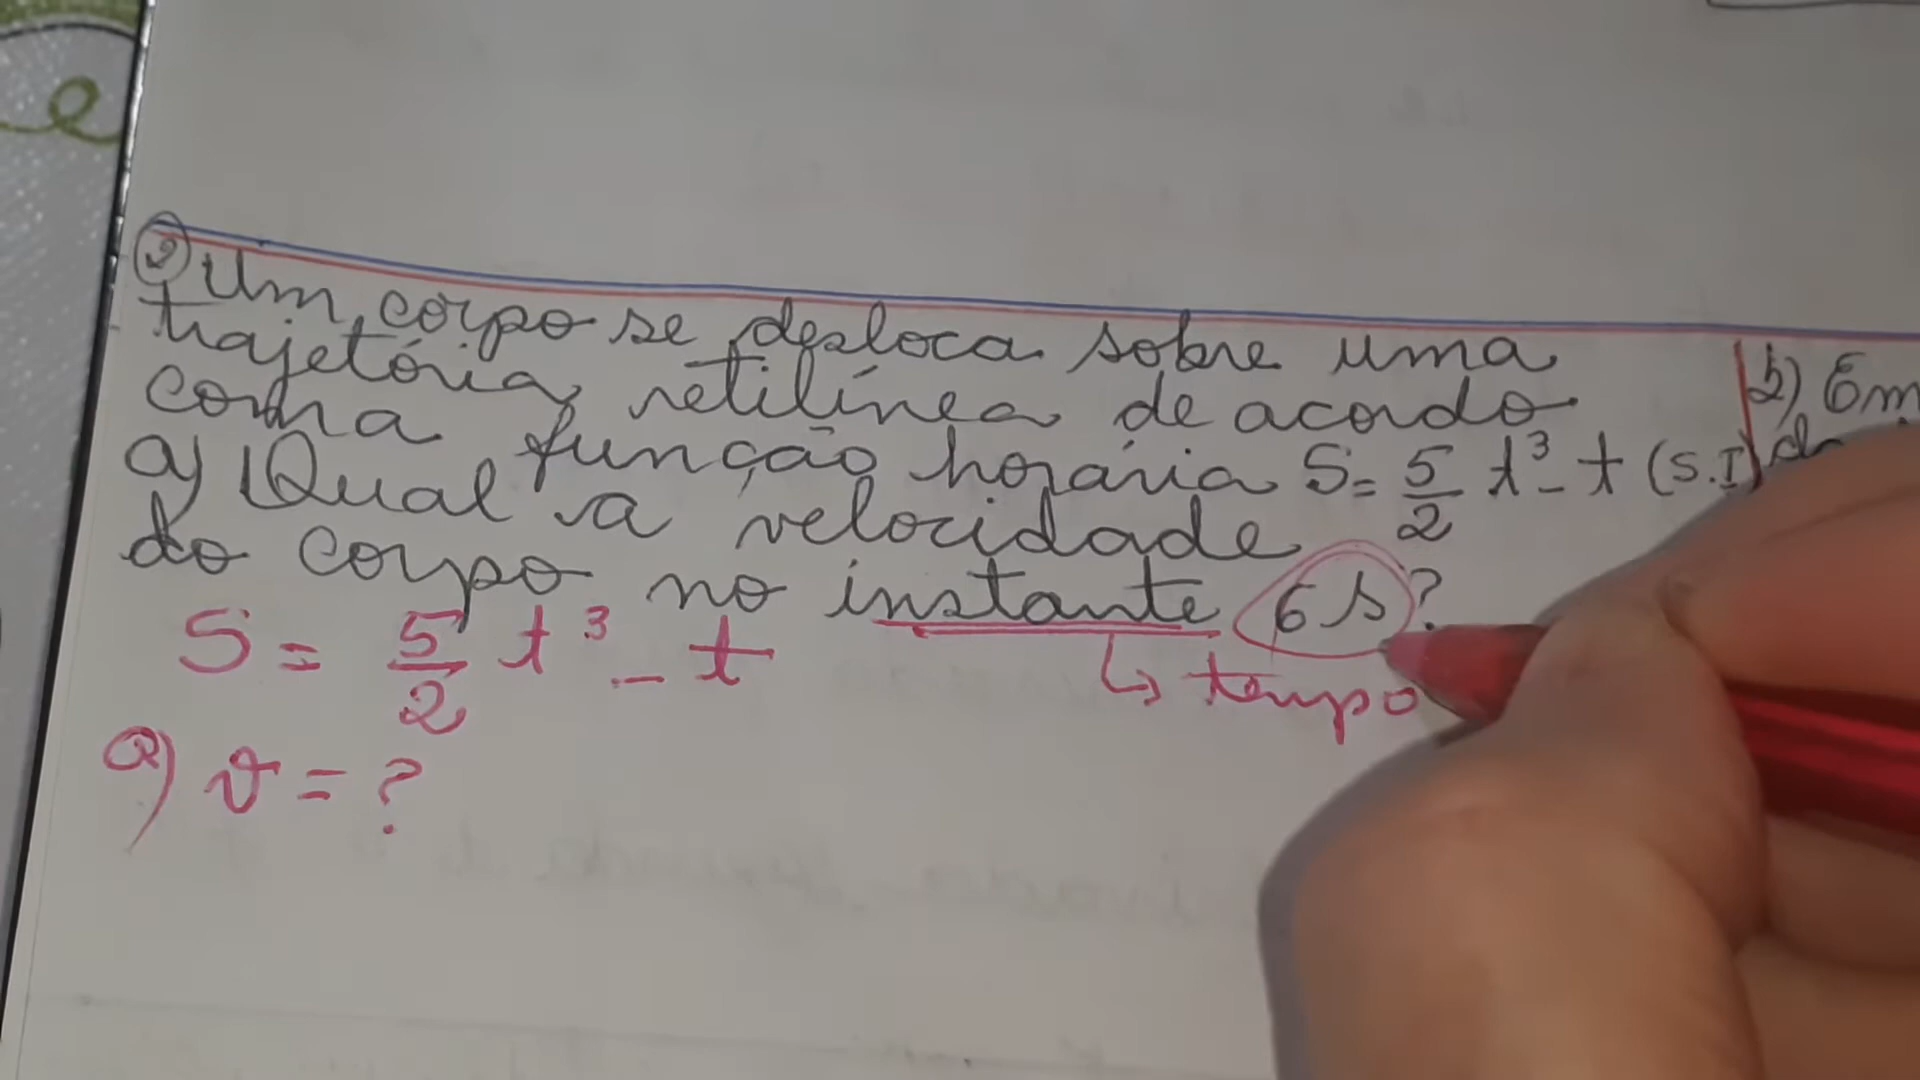 2) Um corpo se desloca sobre uma
trajetória retilínea de acordo
com a função horária S = 5/2 t³ - t (S.I)
a) Qual a velocidade
do corpo no instante 6 s?
↳ tempo
S = 5/2 t³ - t
a) v = ?
b) Em
do